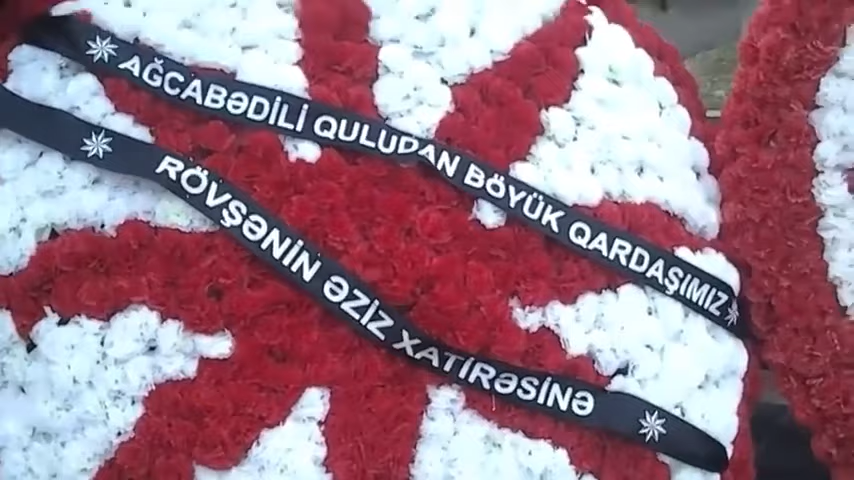 AĞCABƏDİLİ QULUDAN BÖYÜK QARDAŞIMIZ
RÖVŞƏNİN ƏZİZ XATİRƏSİNƏ